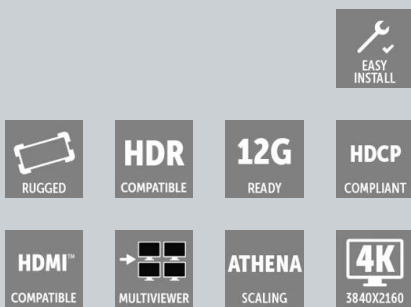 EASY
INSTALL
RUGGED
HDR
COMPATIBLE
12G
READY
HDCP
COMPLIANT
HDMI™
COMPATIBLE
MULTIVIEWER
ATHENA
SCALING
4K
3840X2160